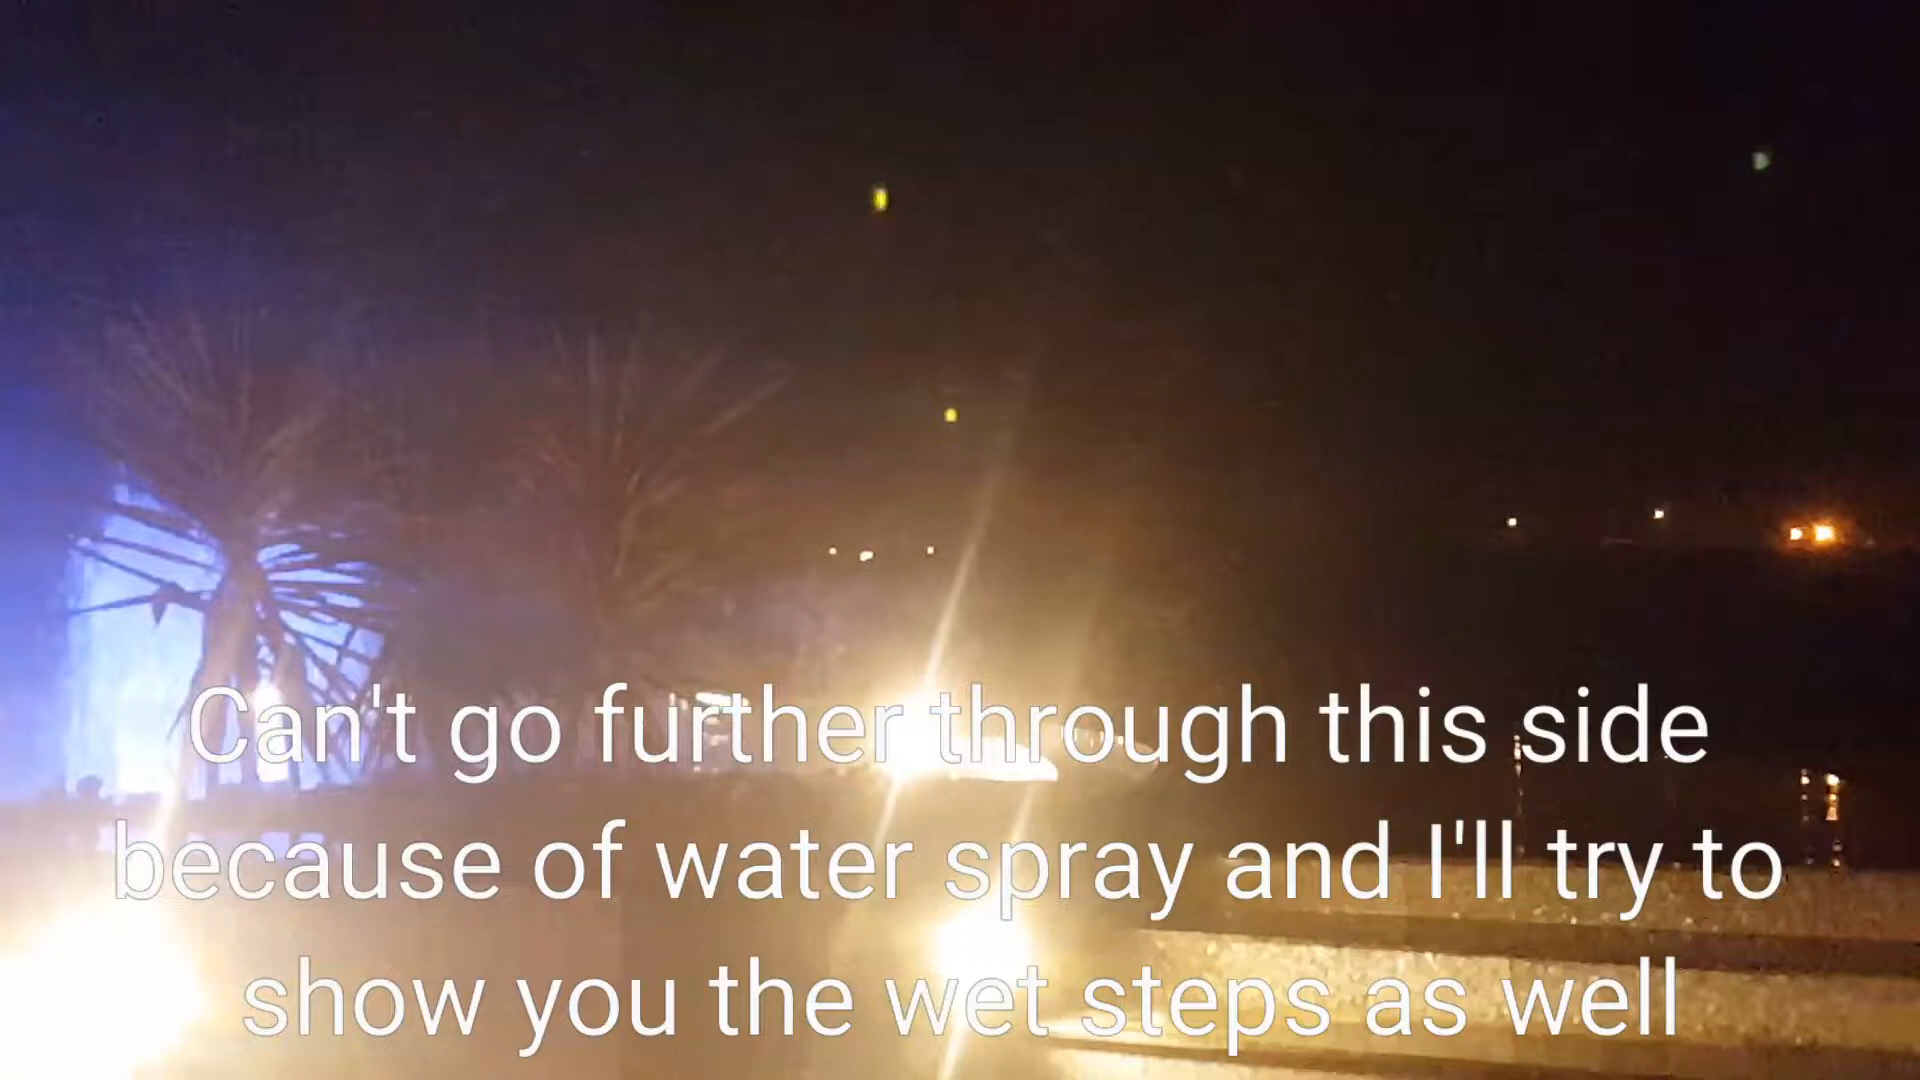 Can't go further through this side
because of water spray and I'll try to
show you the wet steps as well